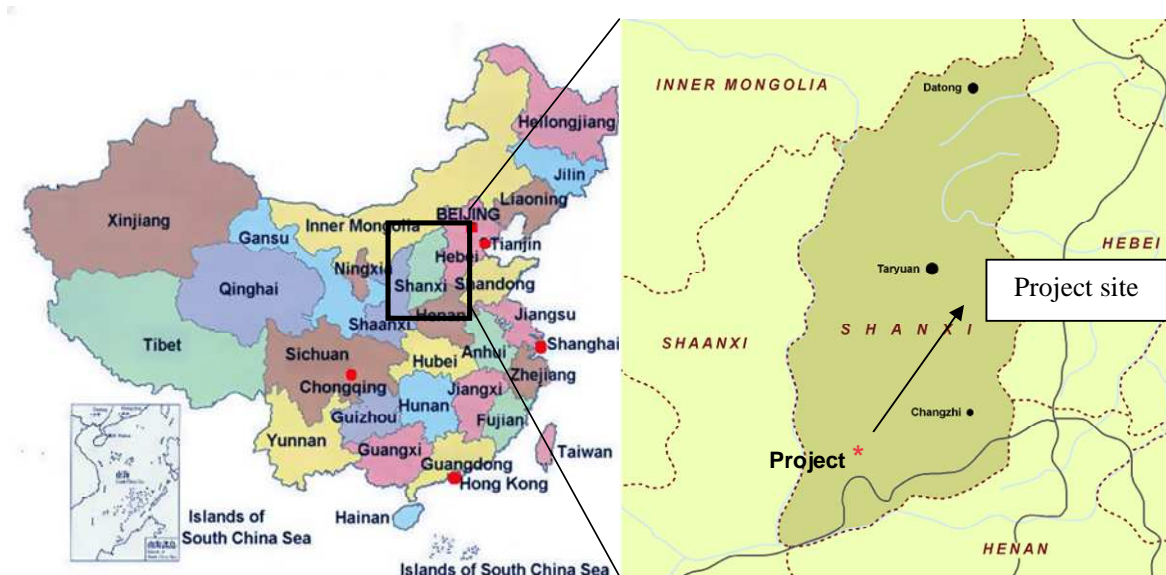 Heilongjiang
Jilin
Liaoning
Xinjiang
Inner Mongolia
BEIJING
Gansu
Tianjin
Hebei
Ningxia
Shanxi
Shandong
Qinghai
Henan
Jiangsu
Shaanxi
Tibet
Shanghai
Anhui
Sichuan
Hubei
Zhejiang
Chongqing
Jiangxi
Hunan
Guizhou
Fujian
Yunnan
Guangxi
Taiwan
Guangdong
Hong Kong
Hainan
Islands of
South China Sea
Islands of South China Sea
INNER MONGOLIA
Datong
HEBEI
Taryuan
Project site
SHANXI
SHAANXI
Changzhi
Project *
HENAN